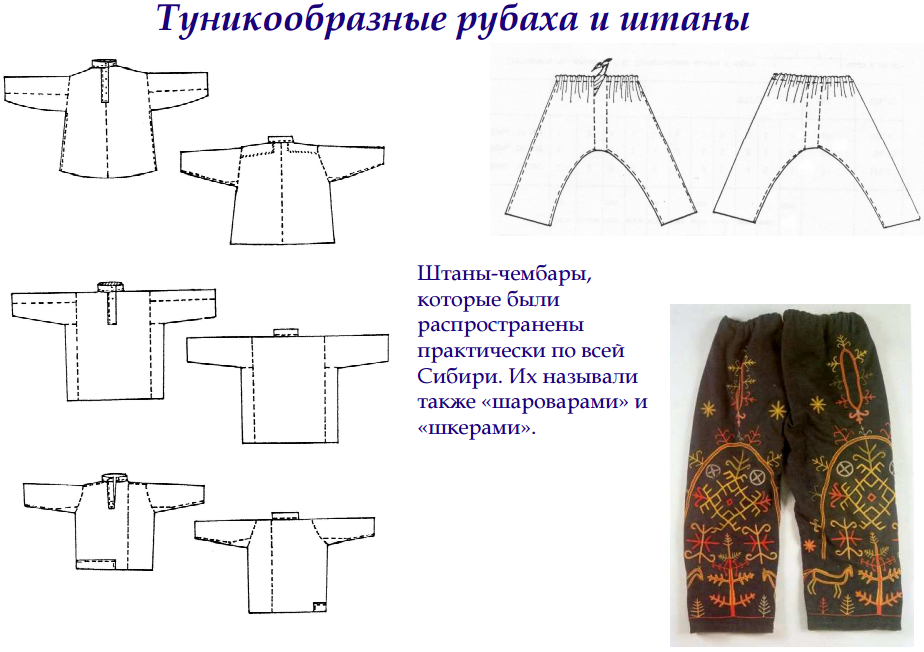 Туникообразные рубаха и штаны
Штаны-чембары,
которые были
распространены
практически по всей
Сибири. Их называли
также «шароварами» и
«шкерами».